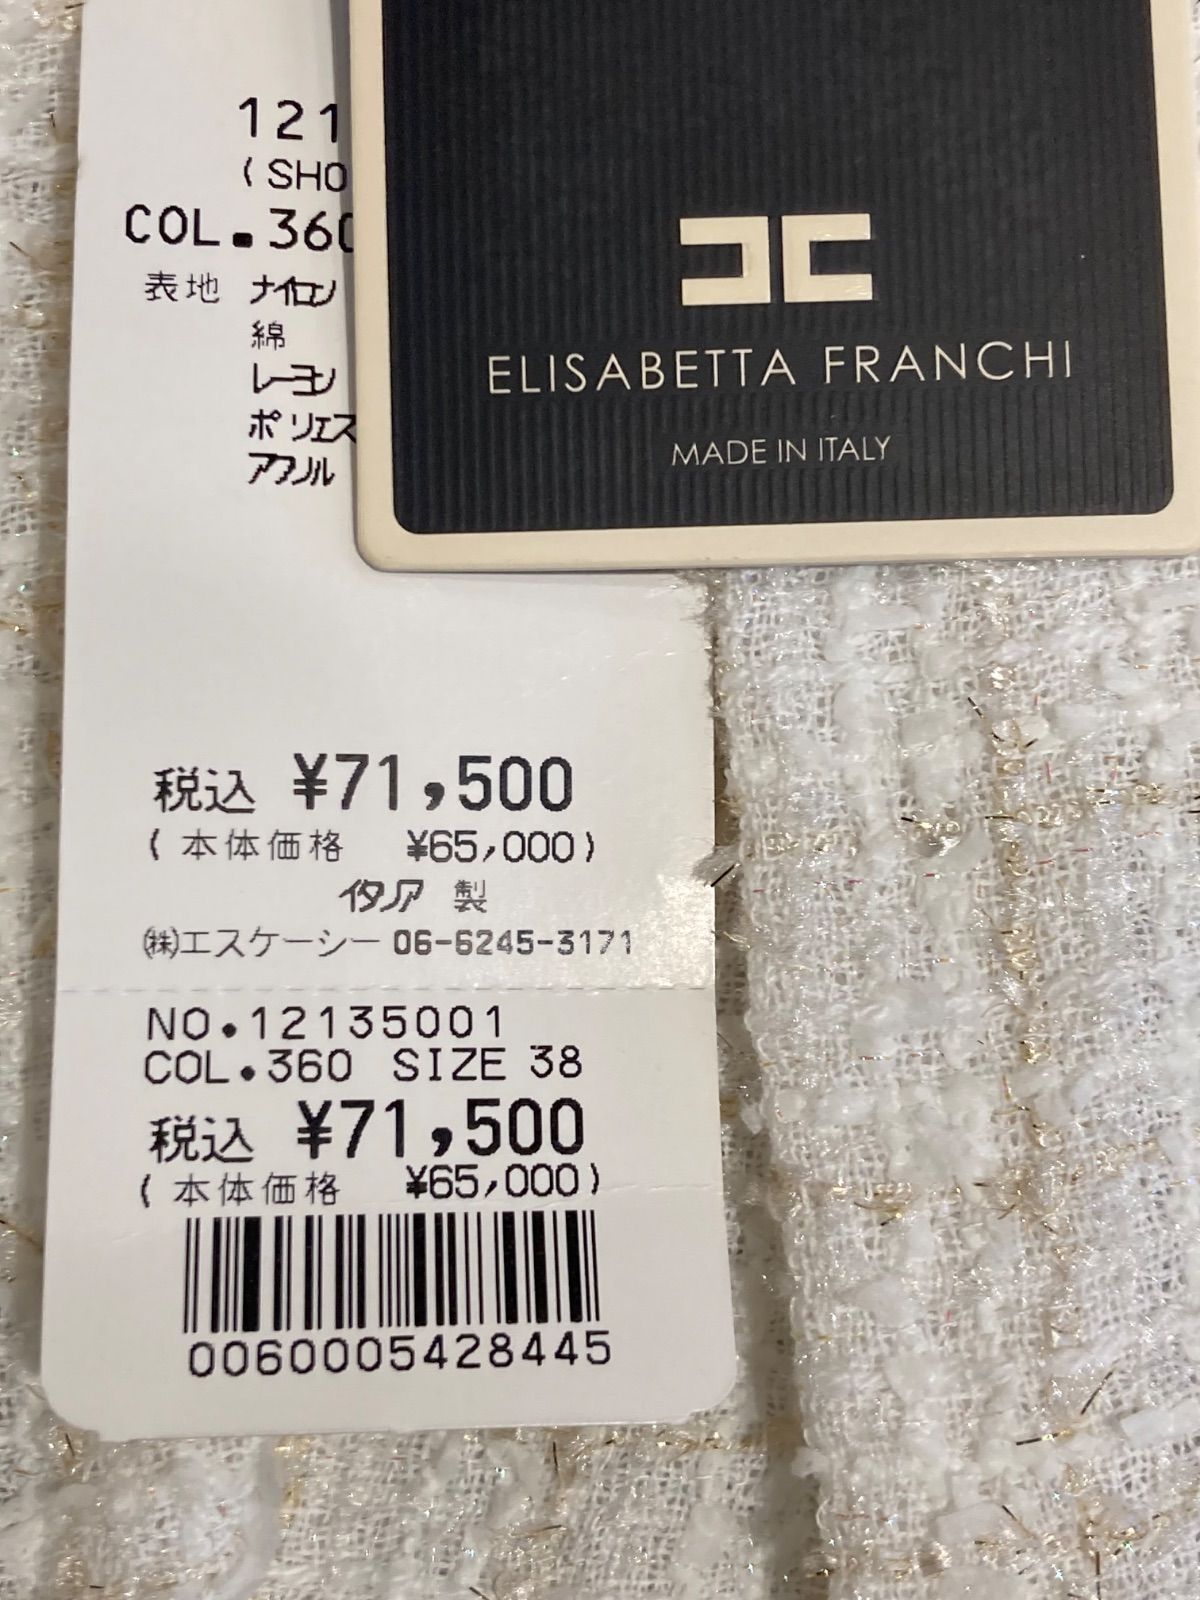 121
(SHO
COL.360
表地 ナイロン
綿
レーヨン
ポリエス
アクリル
ELISABETTA FRANCHI
MADE IN ITALY
税込 ¥71,500
(本体価格 ¥65,000)
イタリア 製
㈱エスケーシー 06-6245-3171
NO.12135001
COL.360 SIZE 38
税込 ¥71,500
(本体価格 ¥65,000)
0060005428445